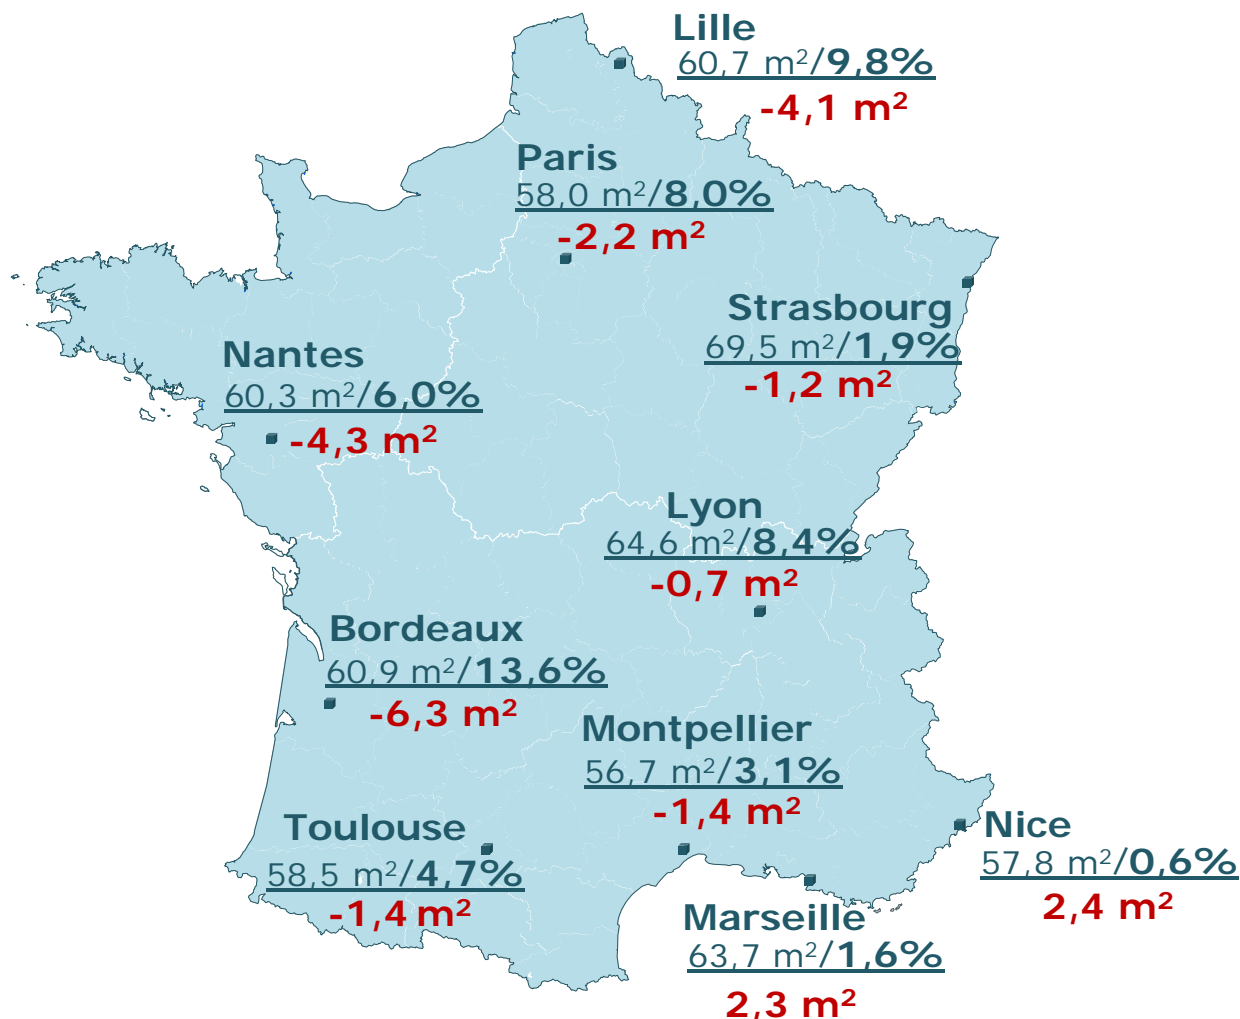 Lille
60,7 m²/9,8%
-4,1 m²
Paris
58,0 m²/8,0%
-2,2 m²
Strasbourg
69,5 m²/1,9%
-1,2 m²
Nantes
60,3 m²/6,0%
-4,3 m²
Lyon
64,6 m²/8,4%
-0,7 m²
Bordeaux
60,9 m²/13,6%
-6,3 m²
Montpellier
56,7 m²/3,1%
-1,4 m²
Toulouse
58,5 m²/4,7%
-1,4 m²
Nice
57,8 m²/0,6%
2,4 m²
Marseille
63,7 m²/1,6%
2,3 m²